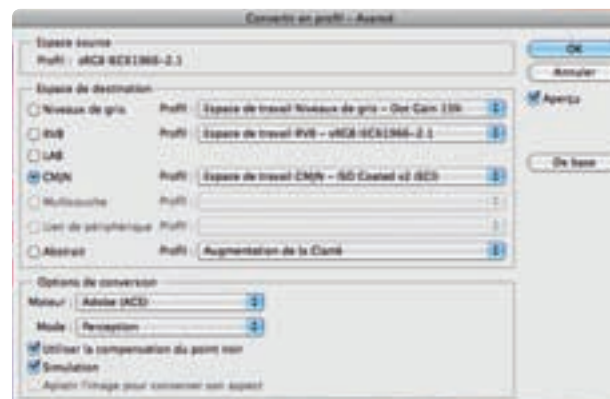 Convertir en profil – Avancé
Espace source
Profil : sRGB IEC61966-2.1
OK
Annuler
Aperçu
De base
Espace de destination
Niveaux de gris Profil : Espace de travail Niveaux de gris – Dot Gain 15%
RVB Profil : Espace de travail RVB – sRGB IEC61966-2.1
LAB
CMJN Profil : Espace de travail CMJN – ISO Coated v2 (ECI)
Multicouche Profil :
Lien de périphérique Profil :
Abstrait Profil : Augmentation de la Clarté
Options de conversion
Moteur : Adobe (ACE)
Mode : Perception
Utiliser la compensation du point noir
Simulation
Aplatir l'image pour conserver son aspect